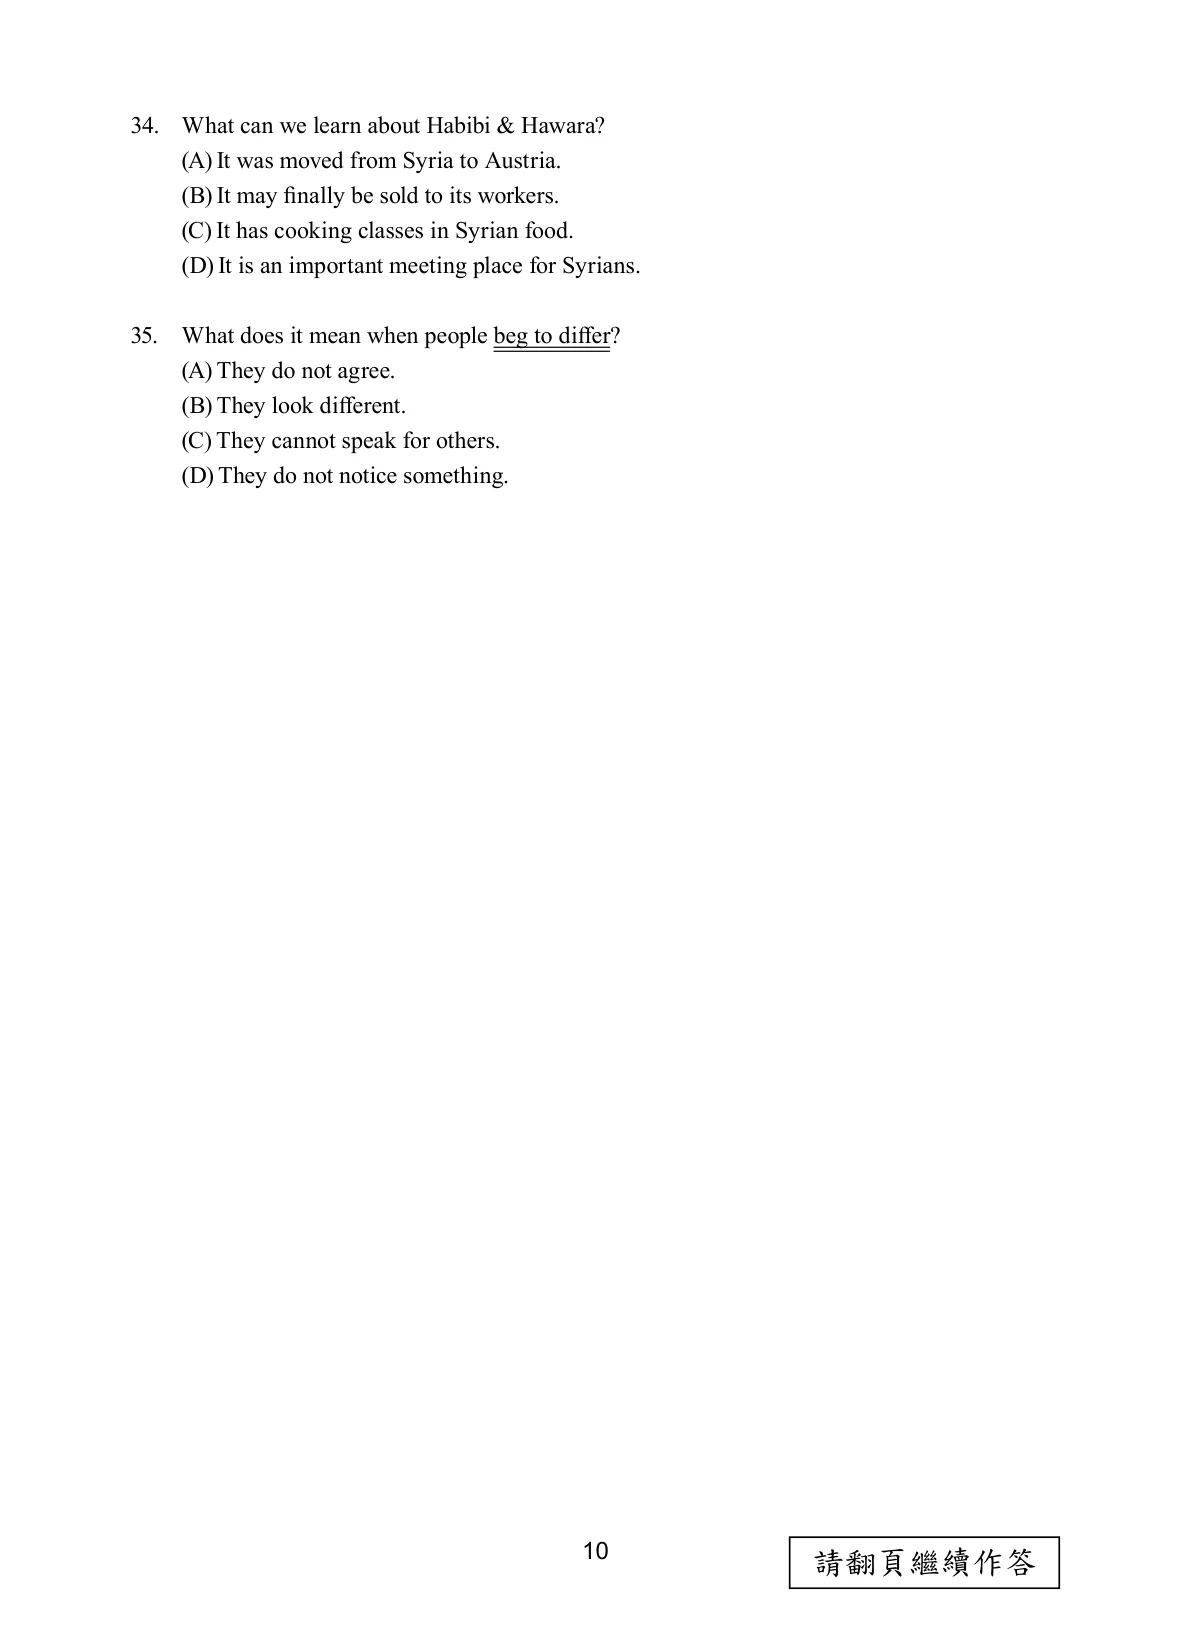 34. What can we learn about Habibi & Hawara?
(A) It was moved from Syria to Austria.
(B) It may finally be sold to its workers.
(C) It has cooking classes in Syrian food.
(D) It is an important meeting place for Syrians.
35. What does it mean when people beg to differ?
(A) They do not agree.
(B) They look different.
(C) They cannot speak for others.
(D) They do not notice something.
10
請翻頁繼續作答